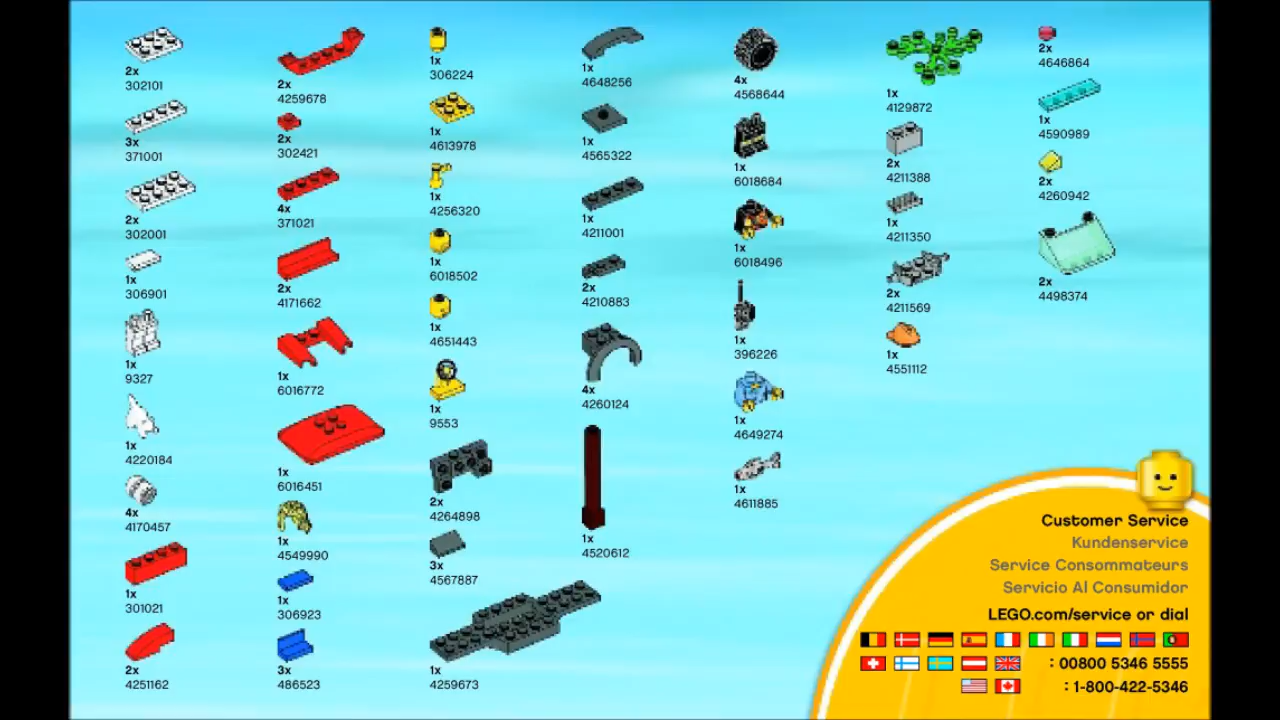 2x
302101
3x
371001
2x
302001
1x
306901
1x
9327
1x
4220184
4x
4170457
1x
301021
2x
4251162
2x
4259678
2x
302421
4x
371021
2x
4171662
1x
6016772
1x
6016451
1x
4549990
1x
306923
3x
486523
1x
306224
1x
4613978
1x
4256320
1x
6018502
1x
4651443
1x
9553
2x
4264898
3x
4567887
1x
4259673
1x
4648256
1x
4565322
1x
4211001
2x
4210883
4x
4260124
1x
4520612
4x
4568644
1x
6018684
1x
6018496
1x
396226
1x
4649274
1x
4611885
1x
4129872
2x
4211388
1x
4211350
2x
4211569
1x
4551112
2x
4646864
1x
4590989
2x
4260942
2x
4498374
Customer Service
Kundenservice
Service Consommateurs
Servicio Al Consumidor
LEGO.com/service or dial
: 00800 5346 5555
: 1-800-422-5346